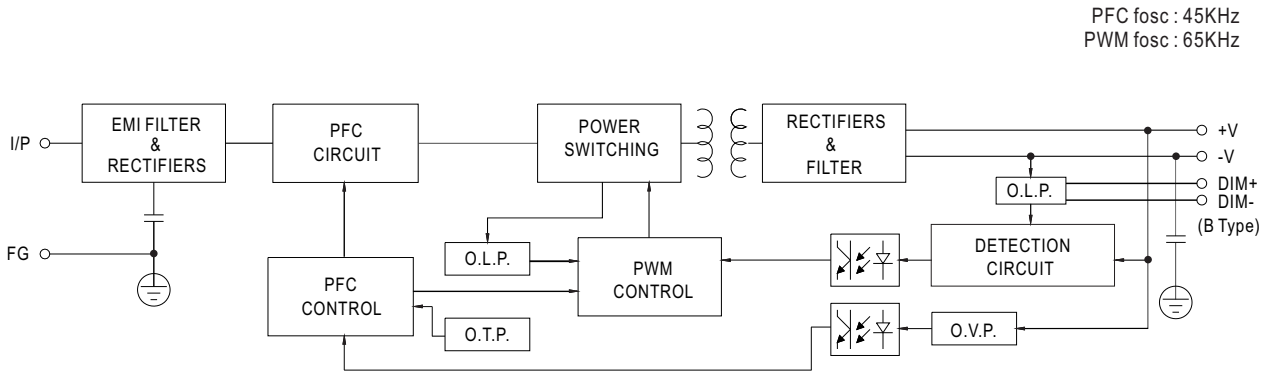 PFC fosc : 45KHz
PWM fosc : 65KHz
I/P
EMI FILTER
&
RECTIFIERS
PFC
CIRCUIT
POWER
SWITCHING
RECTIFIERS
&
FILTER
+V
-V
DIM+
DIM-
(B Type)
O.L.P.
FG
O.L.P.
PFC
CONTROL
PWM
CONTROL
DETECTION
CIRCUIT
O.T.P.
O.V.P.